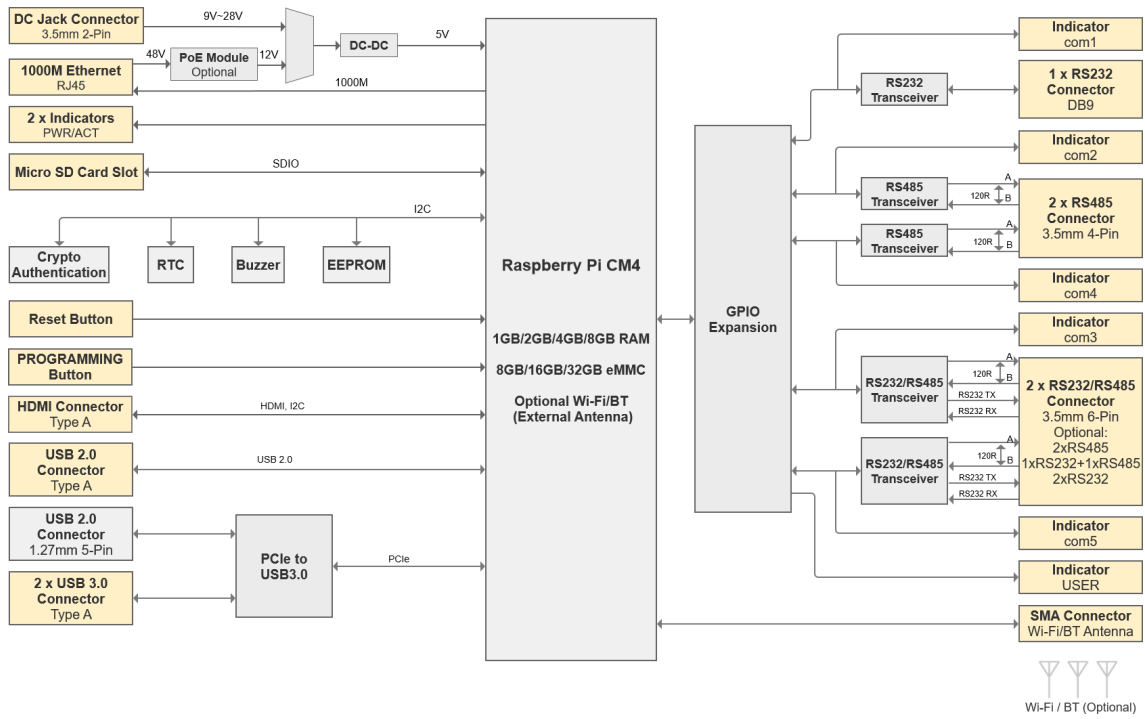 DC Jack Connector
3.5mm 2-Pin
9V~28V
48V
PoE Module
Optional
12V
DC-DC
5V
1000M Ethernet
RJ45
1000M
2 x Indicators
PWR/ACT
Micro SD Card Slot
SDIO
I2C
Crypto
Authentication
RTC
Buzzer
EEPROM
Reset Button
PROGRAMMING
Button
HDMI Connector
Type A
HDMI, I2C
USB 2.0
Connector
Type A
USB 2.0
USB 2.0
Connector
1.27mm 5-Pin
2 x USB 3.0
Connector
Type A
PCIe to
USB3.0
PCIe
Raspberry Pi CM4
1GB/2GB/4GB/8GB RAM
8GB/16GB/32GB eMMC
Optional Wi-Fi/BT
(External Antenna)
GPIO
Expansion
Indicator
com1
RS232
Transceiver
1 x RS232
Connector
DB9
Indicator
com2
RS485
Transceiver
A
120R
B
RS485
Transceiver
A
120R
B
2 x RS485
Connector
3.5mm 4-Pin
Indicator
com4
Indicator
com3
RS232/RS485
Transceiver
A
120R
B
RS232 TX
RS232 RX
RS232/RS485
Transceiver
A
120R
B
RS232 TX
RS232 RX
2 x RS232/RS485
Connector
3.5mm 6-Pin
Optional:
2xRS485
1xRS232+1xRS485
2xRS232
Indicator
com5
Indicator
USER
SMA Connector
Wi-Fi/BT Antenna
Wi-Fi / BT (Optional)